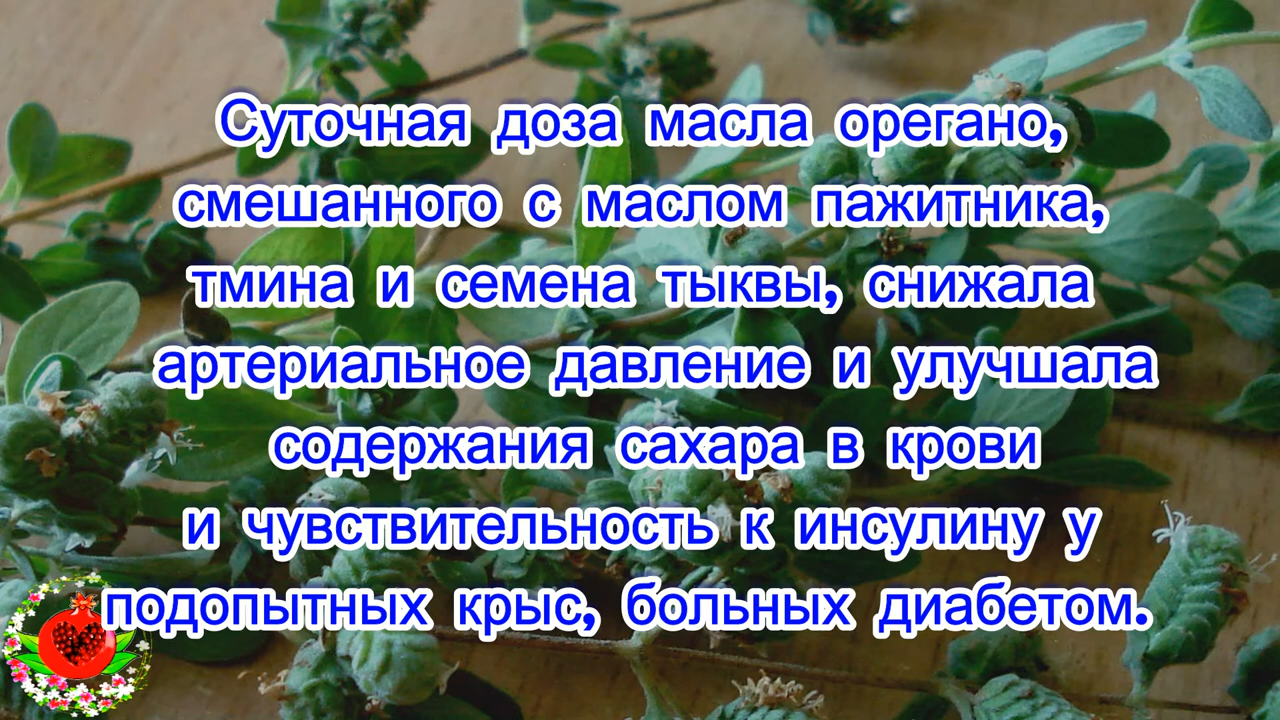 Суточная доза масла орегано,
смешанного с маслом пажитника,
тмина и семена тыквы, снижала
артериальное давление и улучшала
содержания сахара в крови
и чувствительность к инсулину у
подопытных крыс, больных диабетом.